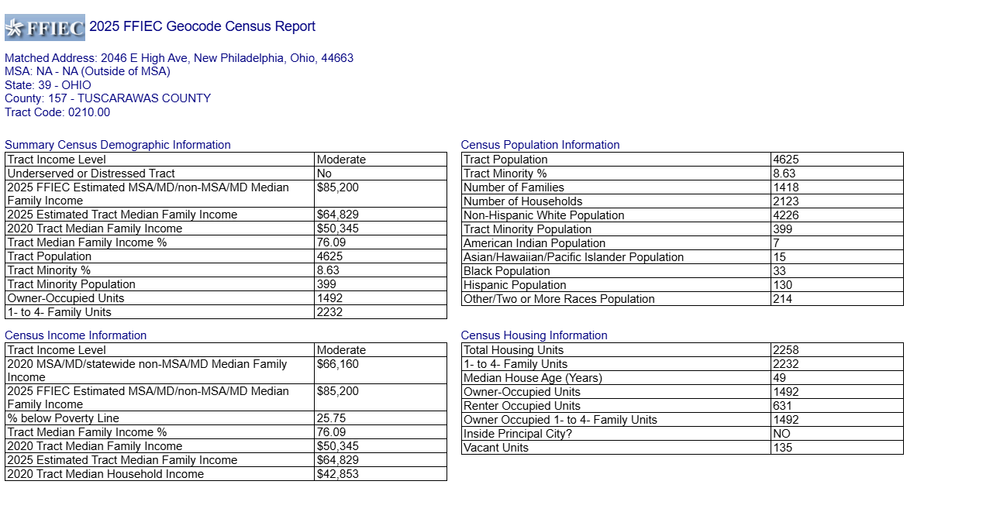 FFIEC 2025 FFIEC Geocode Census Report
Matched Address: 2046 E High Ave, New Philadelphia, Ohio, 44663
MSA: NA - NA (Outside of MSA)
State: 39 - OHIO
County: 157 - TUSCARAWAS COUNTY
Tract Code: 0210.00
Summary Census Demographic Information
Tract Income Level Moderate
Underserved or Distressed Tract No
2025 FFIEC Estimated MSA/MD/non-MSA/MD Median $85,200
Family Income
2025 Estimated Tract Median Family Income $64,829
2020 Tract Median Family Income $50,345
Tract Median Family Income % 76.09
Tract Population 4625
Tract Minority % 8.63
Tract Minority Population 399
Owner-Occupied Units 1492
1- to 4- Family Units 2232
Census Population Information
Tract Population 4625
Tract Minority % 8.63
Number of Families 1418
Number of Households 2123
Non-Hispanic White Population 4226
Tract Minority Population 399
American Indian Population 7
Asian/Hawaiian/Pacific Islander Population 15
Black Population 33
Hispanic Population 130
Other/Two or More Races Population 214
Census Income Information
Tract Income Level Moderate
2020 MSA/MD/statewide non-MSA/MD Median Family $66,160
Income
2025 FFIEC Estimated MSA/MD/non-MSA/MD Median $85,200
Family Income
% below Poverty Line 25.75
Tract Median Family Income % 76.09
2020 Tract Median Family Income $50,345
2025 Estimated Tract Median Family Income $64,829
2020 Tract Median Household Income $42,853
Census Housing Information
Total Housing Units 2258
1- to 4- Family Units 2232
Median House Age (Years) 49
Owner-Occupied Units 1492
Renter Occupied Units 631
Owner Occupied 1- to 4- Family Units 1492
Inside Principal City? NO
Vacant Units 135